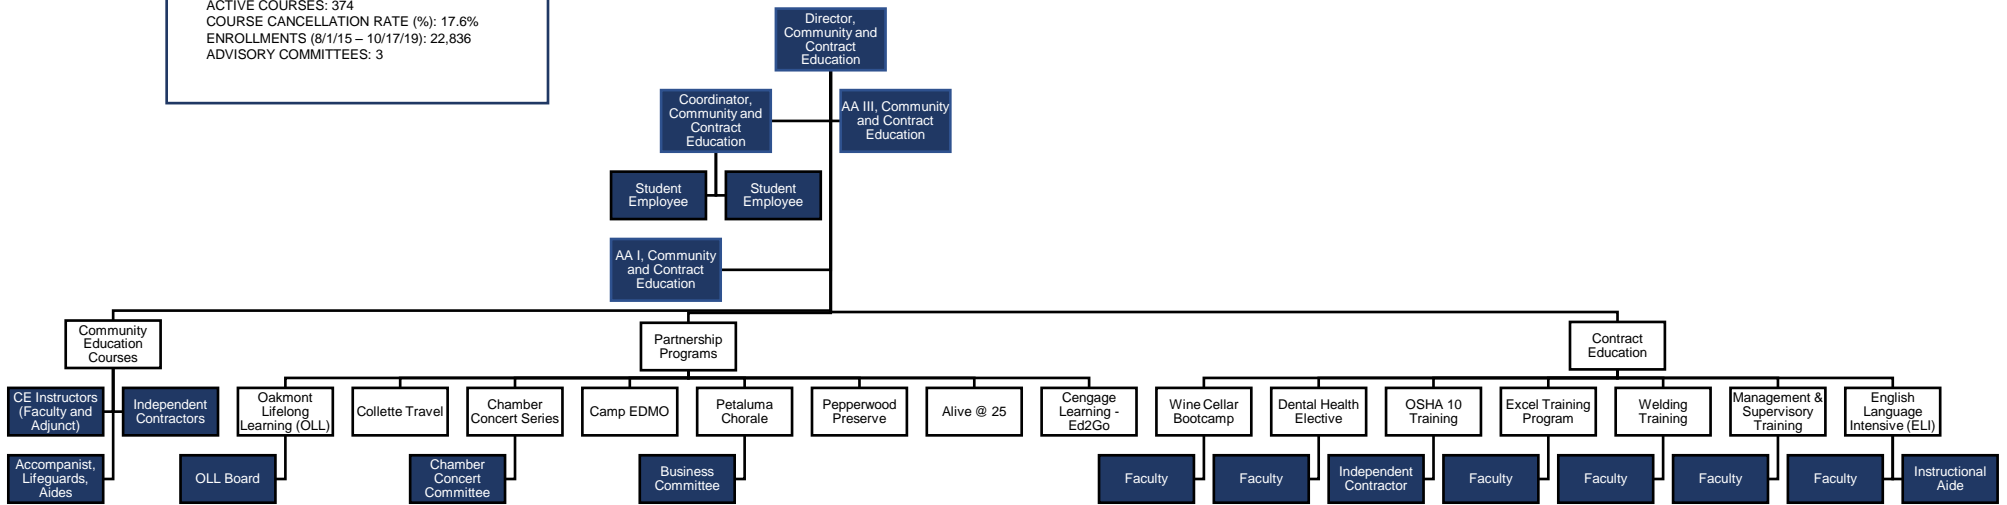 ACTIVE COURSES: 374
COURSE CANCELLATION RATE (%): 17.6%
ENROLLMENTS (8/1/15 – 10/17/19): 22,836
ADVISORY COMMITTEES: 3
Director,
Community and
Contract
Education
Coordinator,
Community and
Contract
Education
AA III, Community
and Contract
Education
Student
Employee
Student
Employee
AA I, Community
and Contract
Education
Community
Education
Courses
Partnership
Programs
Contract
Education
CE Instructors
(Faculty and
Adjunct)
Independent
Contractors
Oakmont
Lifelong
Learning (OLL)
Collette Travel
Chamber
Concert Series
Camp EDMO
Petaluma
Chorale
Pepperwood
Preserve
Alive @ 25
Cengage
Learning -
Ed2Go
Wine Cellar
Bootcamp
Dental Health
Elective
OSHA 10
Training
Excel Training
Program
Welding
Training
Management &
Supervisory
Training
English
Language
Intensive (ELI)
Accompanist,
Lifeguards,
Aides
OLL Board
Chamber
Concert
Committee
Business
Committee
Faculty
Faculty
Independent
Contractor
Faculty
Faculty
Faculty
Faculty
Instructional
Aide